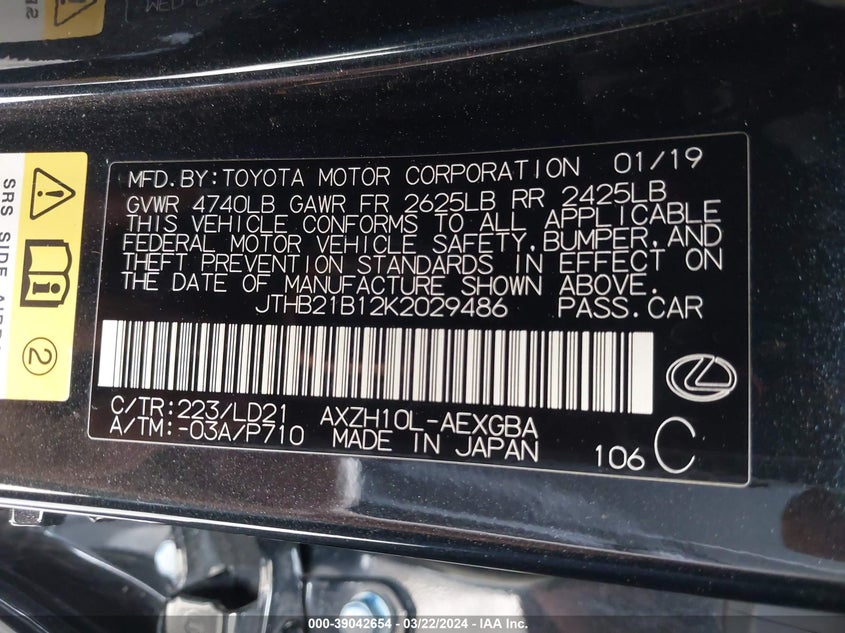 MFD.BY:TOYOTA MOTOR CORPORATION 01/19
GVWR 4740LB GAWR FR 2625LB RR 2425LB
THIS VEHICLE CONFORMS TO ALL APPLICABLE
FEDERAL MOTOR VEHICLE SAFETY,BUMPER,AND
THEFT PREVENTION STANDARDS IN EFFECT ON
THE DATE OF MANUFACTURE SHOWN ABOVE.
JTHB21B12K2029486 PASS.CAR
C/TR:223/LD21 AXZH10L-AEXGBA
A/TM:-03A/P710 MADE IN JAPAN
106 C
SRS SIDE
2
000-39042654 / 03/22/2024 - IAA Inc.